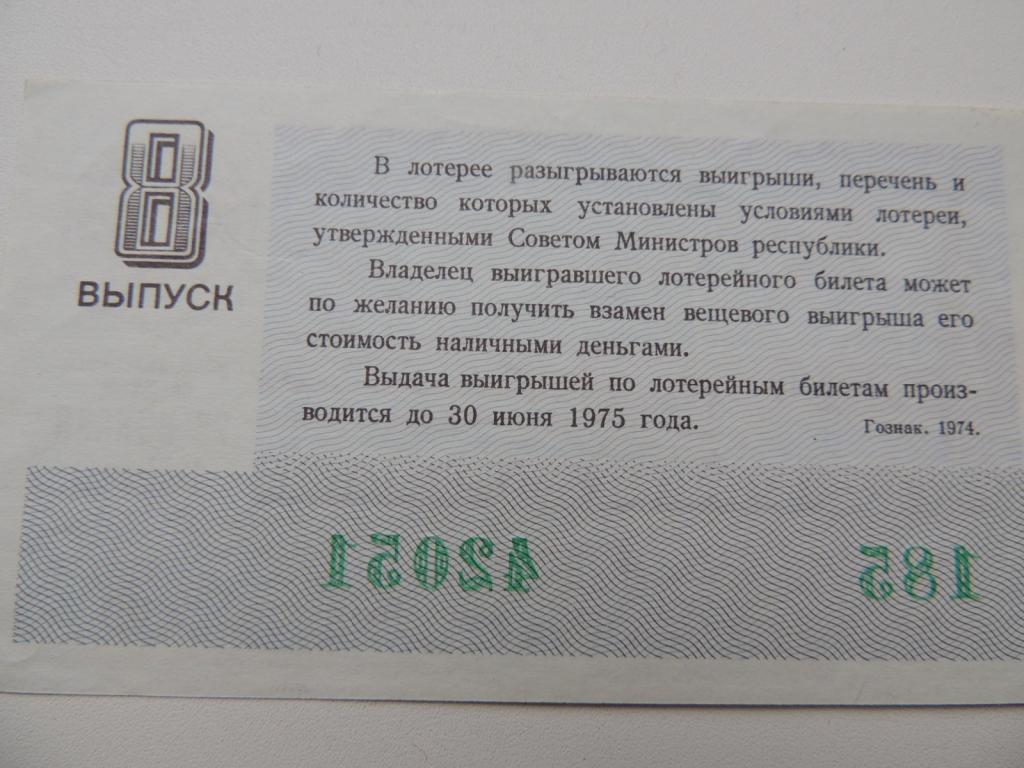 8
ВЫПУСК
В лотерее разыгрываются выигрыши, перечень и
количество которых установлены условиями лотереи,
утвержденными Советом Министров республики.
Владелец выигравшего лотерейного билета может
по желанию получить взамен вещевого выигрыша его
стоимость наличными деньгами.
Выдача выигрышей по лотерейным билетам произ-
водится до 30 июня 1975 года.
Гознак. 1974.
42051 185